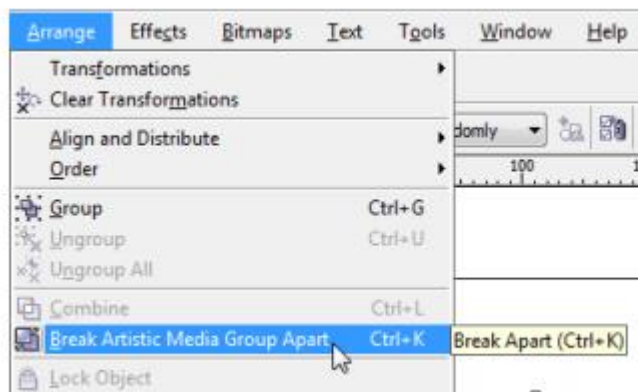 Arrange Effects Bitmaps Text Tools Window Help
Transformations
Clear Transformations
Align and Distribute
domly
Order
100
Group Ctrl+G
Ungroup Ctrl+U
Ungroup All
Combine Ctrl+L
Break Artistic Media Group Apart Ctrl+K Break Apart (Ctrl+K)
Lock Object